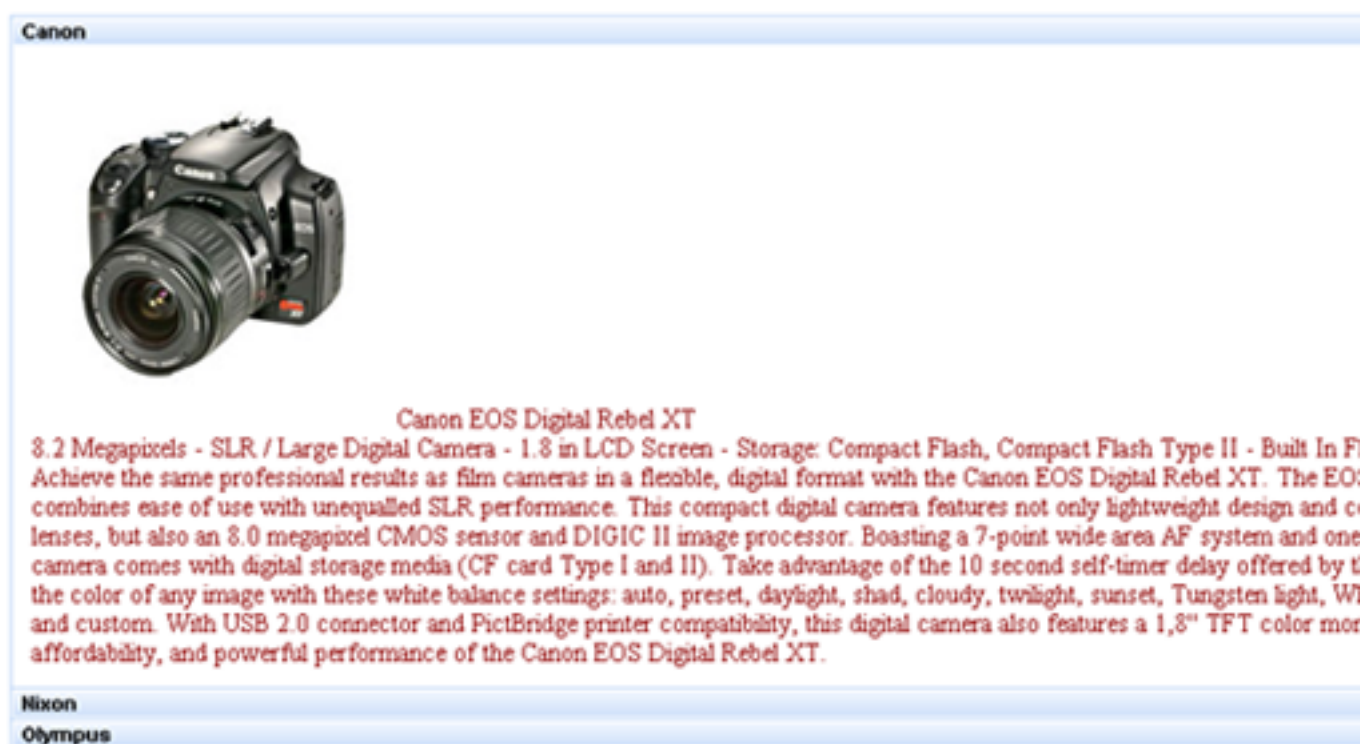 Canon
Canon
Canon EOS Digital Rebel XT
8.2 Megapixels - SLR / Large Digital Camera - 1.8 in LCD Screen - Storage: Compact Flash, Compact Flash Type II - Built In Fl
Achieve the same professional results as film cameras in a flexible, digital format with the Canon EOS Digital Rebel XT. The EOS
combines ease of use with unequalled SLR performance. This compact digital camera features not only lightweight design and co
lenses, but also an 8.0 megapixel CMOS sensor and DIGIC II image processor. Boasting a 7-point wide area AF system and one
camera comes with digital storage media (CF card Type I and II). Take advantage of the 10 second self-timer delay offered by th
the color of any image with these white balance settings: auto, preset, daylight, shad, cloudy, twilight, sunset, Tungsten light, Wh
and custom. With USB 2.0 connector and PictBridge printer compatibility, this digital camera also features a 1,8" TFT color mon
affordability, and powerful performance of the Canon EOS Digital Rebel XT.
Nixon
Olympus